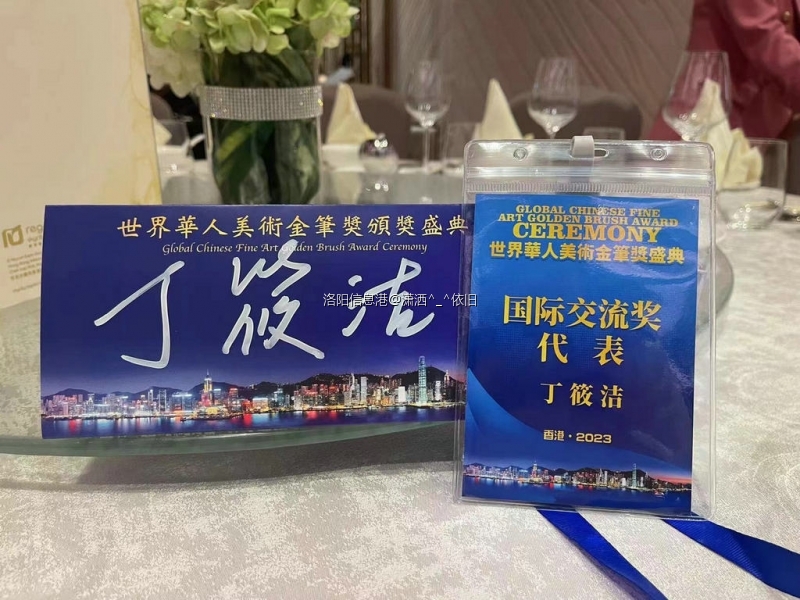 世界華人美術金筆獎頒獎盛典
Global Chinese Fine Art Golden Brush Award Ceremony
丁筱洁
洛阳信息港@潇洒^_^依旧
GLOBAL CHINESE FINE
ART GOLDEN BRUSH AWARD
CEREMONY
世界華人美術金筆獎盛典
国际交流奖
代 表
丁筱洁
香港·2023